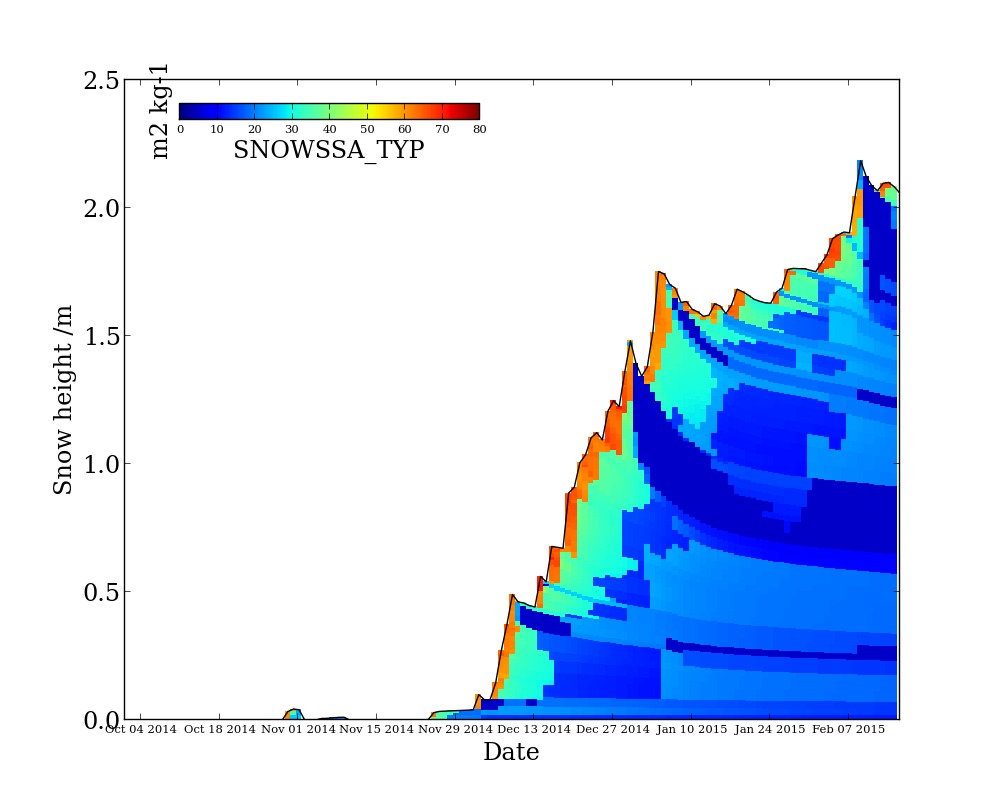 2.5
2.0
1.5
1.0
0.5
0.0
Snow height /m
m2 kg-1
0 10 20 30 40 50 60 70 80
SNOWSSA_TYP
Oct 04 2014 Oct 18 2014 Nov 01 2014 Nov 15 2014 Nov 29 2014 Dec 13 2014 Dec 27 2014 Jan 10 2015 Jan 24 2015 Feb 07 2015
Date